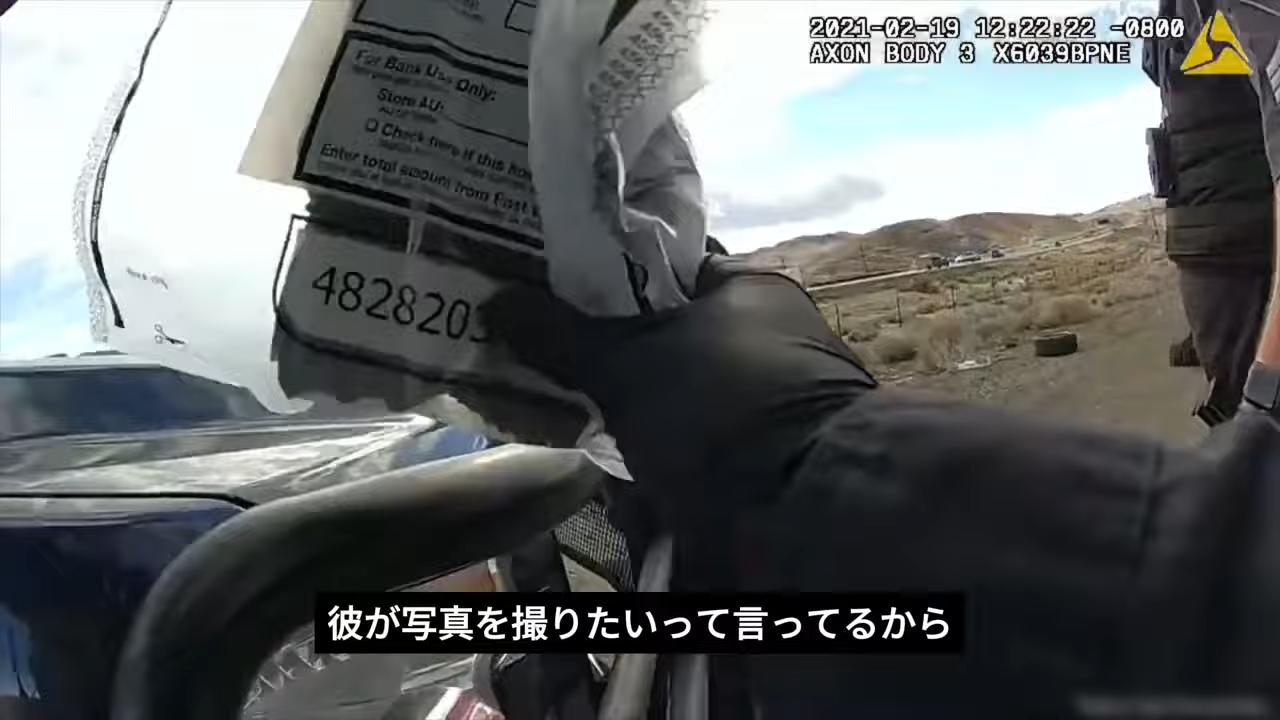 2021-02-19 12:22:22 -0800
AXON BODY 3 X6039BPNE
For Bank Use Only:
Store AU:
Check here if this
Enter total amount from
482820
彼が写真を撮りたいって言ってるから